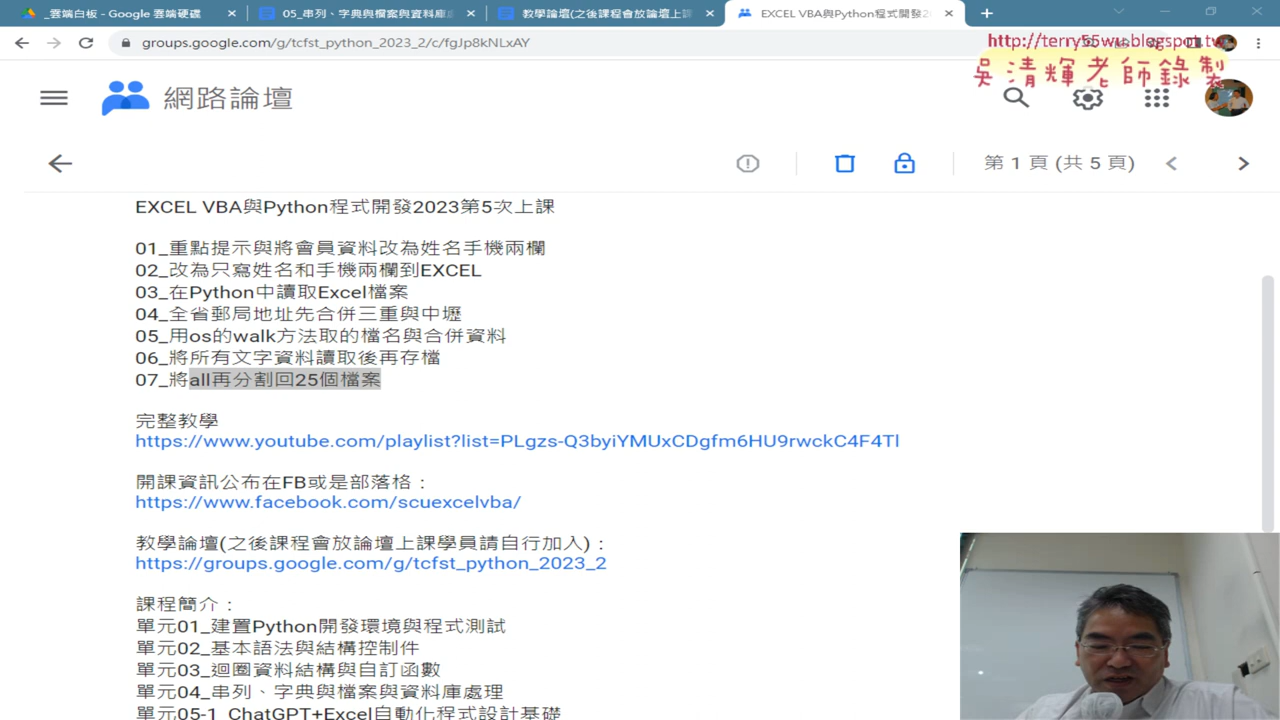 _雲端白板 - Google 雲端硬碟
05_串列、字典與檔案與資料庫
教學論壇(之後課程會放論壇上課
EXCEL VBA與Python程式開發2
groups.google.com/g/tcfst_python_2023_2/c/fgJp8kNLxAY
http://terry55wu.blogspot.tw
吳清輝老師錄製
網路論壇
第 1 頁 (共 5 頁)
EXCEL VBA與Python程式開發2023第5次上課
01_重點提示與將會員資料改為姓名手機兩欄
02_改為只寫姓名和手機兩欄到EXCEL
03_在Python中讀取Excel檔案
04_全省郵局地址先合併三重與中壢
05_用os的walk方法取的檔名與合併資料
06_將所有文字資料讀取後再存檔
07_將all再分割回25個檔案
完整教學
https://www.youtube.com/playlist?list=PLgzs-Q3byiYMUxCDgfm6HU9rwckC4F4Tl
開課資訊公布在FB或是部落格：
https://www.facebook.com/scuexcelvba/
教學論壇(之後課程會放論壇上課學員請自行加入)：
https://groups.google.com/g/tcfst_python_2023_2
課程簡介：
單元01_建置Python開發環境與程式測試
單元02_基本語法與結構控制件
單元03_迴圈資料結構與自訂函數
單元04_串列、字典與檔案與資料庫處理
單元05-1_ChatGPT+Excel自動化程式設計基礎